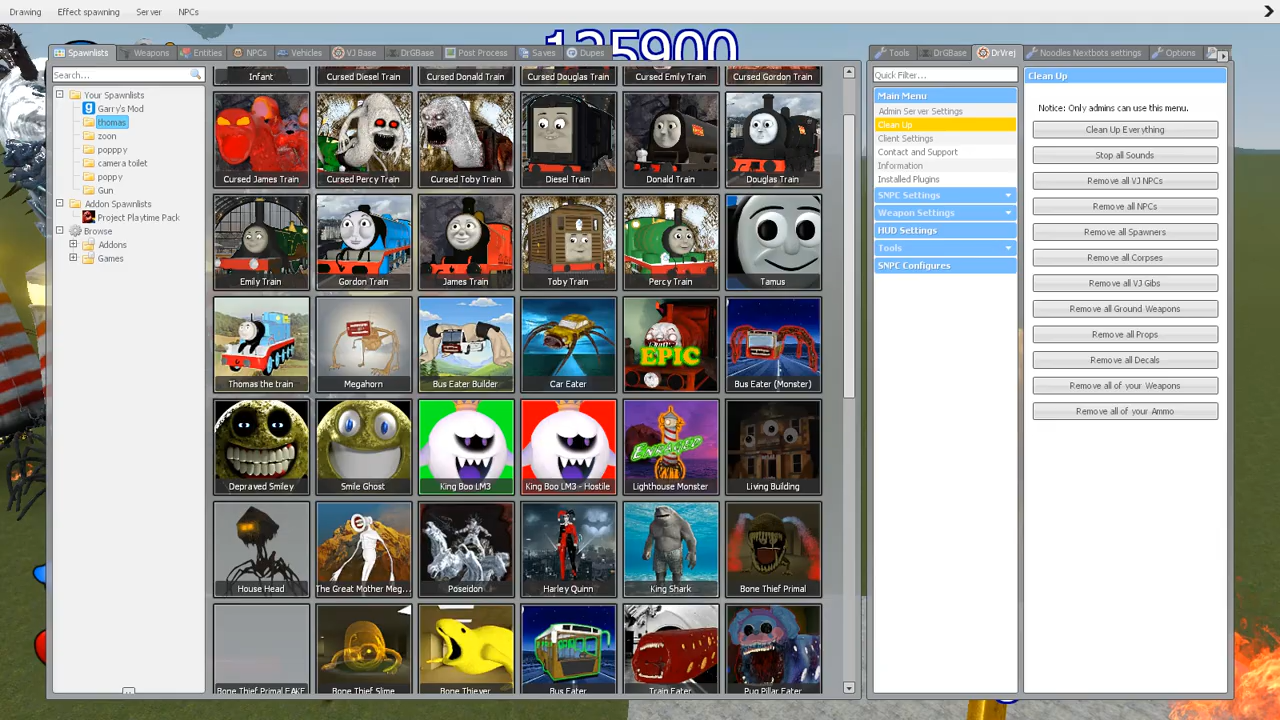 Drawing Effect spawning Server NPCs
135900
Spawnlists Weapons Entities NPCs Vehicles VJ Base DrGBase Post Process Saves Dupes
Tools DrGBase DrVrej Noodles Nextbots settings Options
Search...
Your Spawnlists
Garry's Mod
thomas
zoon
popppy
camera toilet
poppy
Gun
Addon Spawnlists
Project Playtime Pack
Browse
Addons
Games
Infant Cursed Diesel Train Cursed Donald Train Cursed Douglas Train Cursed Emily Train Cursed Gordon Train
Cursed James Train Cursed Percy Train Cursed Toby Train Diesel Train Donald Train Douglas Train
Emily Train Gordon Train James Train Toby Train Percy Train Tamus
EPIC
Thomas the train Megahorn Bus Eater Builder Car Eater Bus Eater (Monster)
ENRAGED
Depraved Smiley Smile Ghost King Boo LM3 King Boo LM3 - Hostile Lighthouse Monster Living Building
House Head The Great Mother Meg... Poseidon Harley Quinn King Shark Bone Thief Primal
Bone Thief Primal FAKE Bone Thief Slime Bone Thiever Bus Eater Train Eater Pug Pillar Eater
Quick Filter...
Main Menu
Admin Server Settings
Clean Up
Client Settings
Contact and Support
Information
Installed Plugins
SNPC Settings
Weapon Settings
HUD Settings
Tools
SNPC Configures
Clean Up
Notice: Only admins can use this menu.
Clean Up Everything
Stop all Sounds
Remove all VJ NPCs
Remove all NPCs
Remove all Spawners
Remove all Corpses
Remove all VJ Gibs
Remove all Ground Weapons
Remove all Props
Remove all Decals
Remove all of your Weapons
Remove all of your Ammo